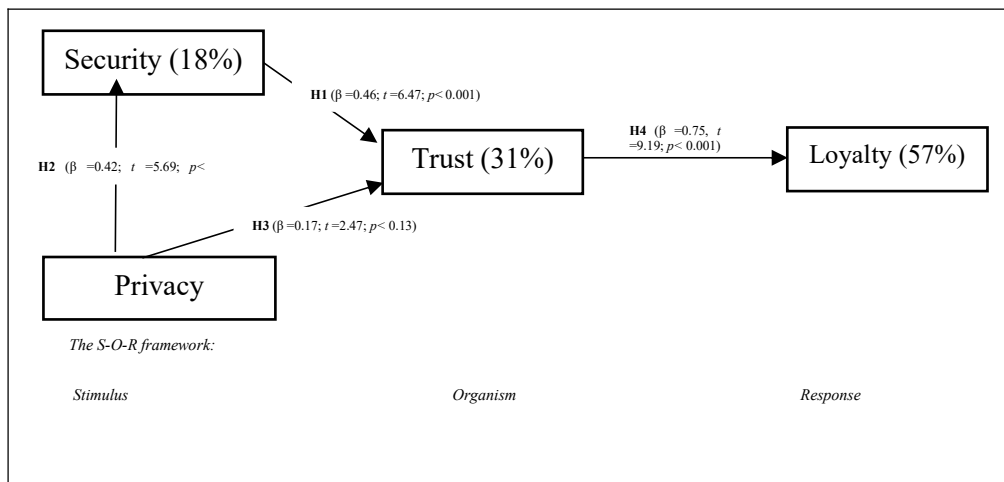 Security (18%)
H1 (β =0.46; t =6.47; p< 0.001)
H4 (β =0.75, t
=9.19; p< 0.001)
Trust (31%)
Loyalty (57%)
H2 (β =0.42; t =5.69; p<
H3 (β =0.17; t =2.47; p< 0.13)
Privacy
The S-O-R framework:
Stimulus Organism Response